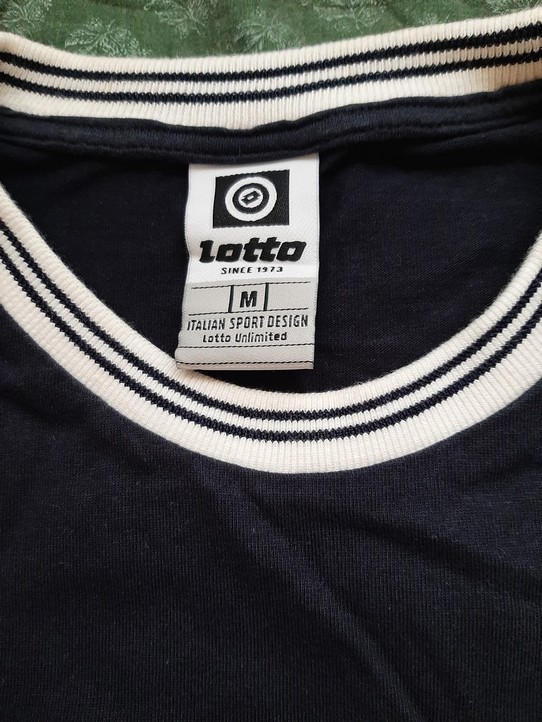 lotto
SINCE 1973
M
ITALIAN SPORT DESIGN
Lotto Unlimited